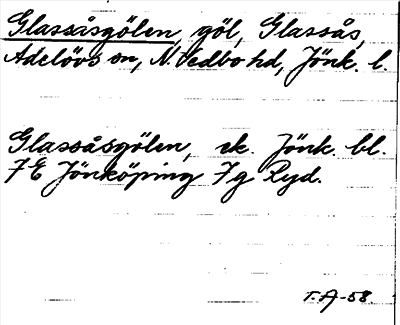 Glassåsgölen, göl, Glassås,
Adelövs sn, N. Vedbo hd, Jönk. l.
Glassåsgölen, ek. Jönk. bl.
7E Jönköping 7g Ryd.
T.A-58.